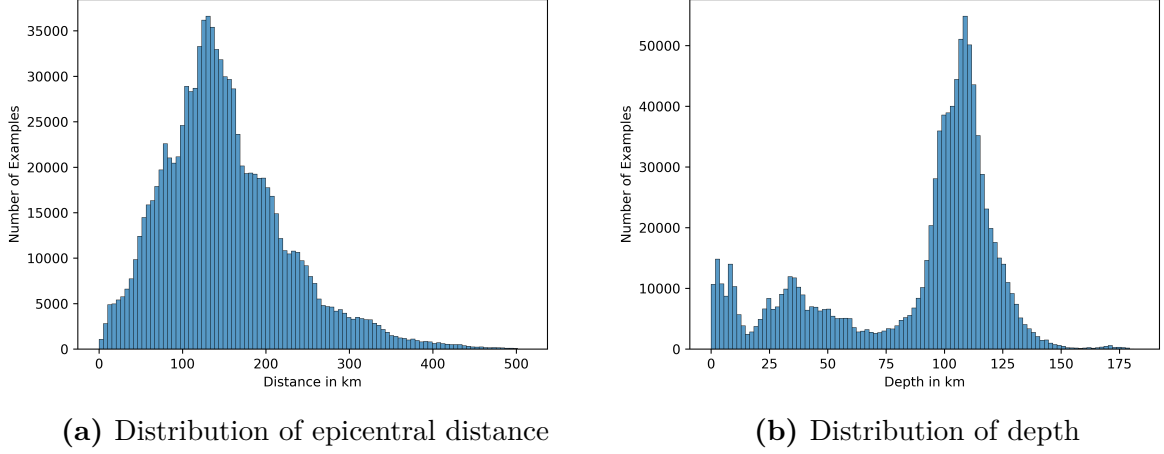 35000
30000
25000
20000
15000
10000
5000
0
Number of Examples
0 100 200 300 400 500
Distance in km
(a) Distribution of epicentral distance
50000
40000
30000
20000
10000
0
Number of Examples
0 25 50 75 100 125 150 175
Depth in km
(b) Distribution of depth